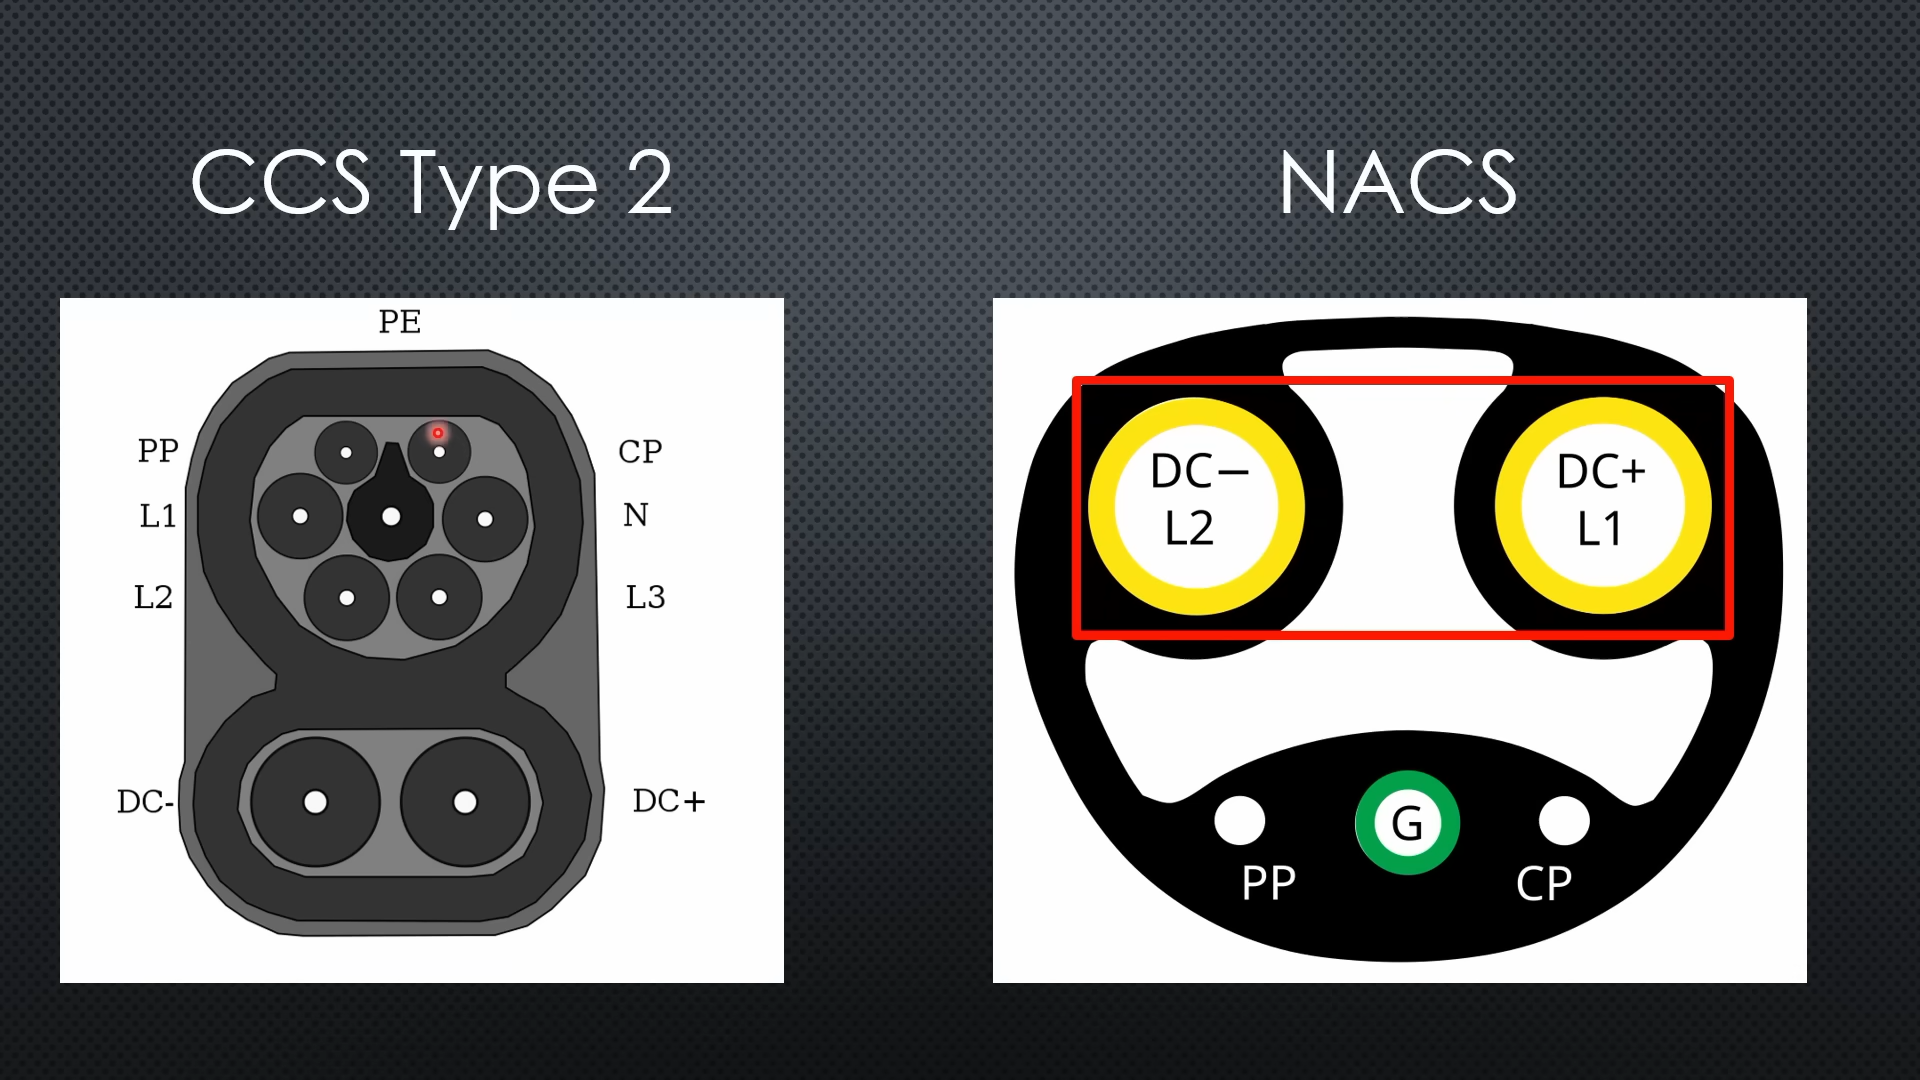 CCS Type 2
NACS
PE
PP
CP
L1
N
L2
L3
DC-
DC+
DC−
L2
DC+
L1
G
PP
CP